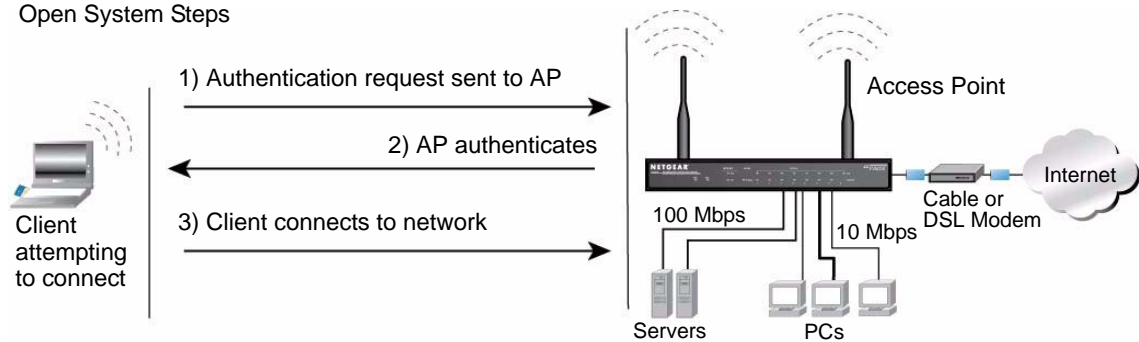 Open System Steps
1) Authentication request sent to AP
2) AP authenticates
3) Client connects to network
Client
attempting
to connect
Access Point
NETGEAR
Internet
Cable or
DSL Modem
100 Mbps
10 Mbps
Servers
PCs